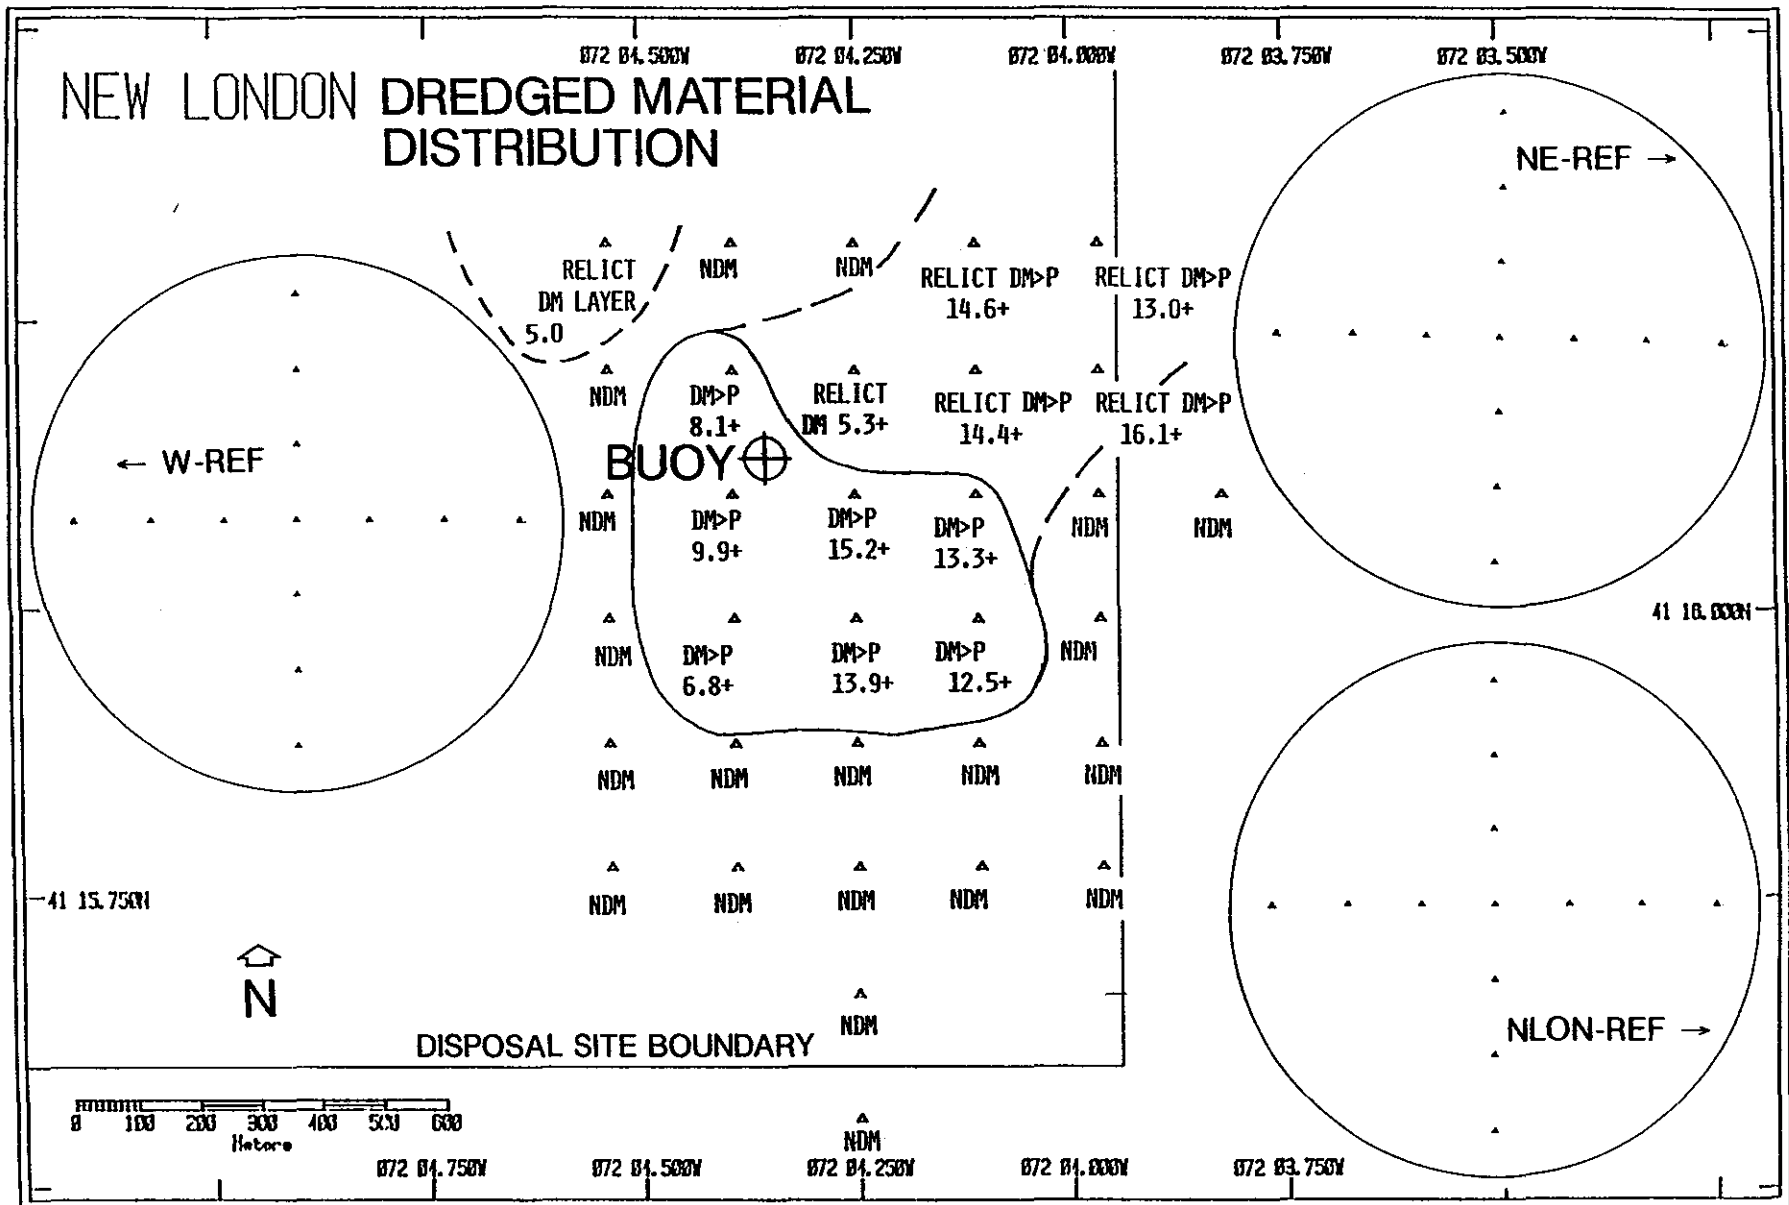 072 04.500W 072 04.250W 072 04.000W 072 03.750W 072 03.500W
NEW LONDON DREDGED MATERIAL
DISTRIBUTION
NE-REF →
RELICT
DM LAYER
5.0
NDM
NDM
RELICT DM>P
14.6+
RELICT DM>P
13.0+
NDM
DM>P
8.1+
RELICT
DM 5.3+
RELICT DM>P
14.4+
RELICT DM>P
16.1+
← W-REF
BUOY
NDM
DM>P
9.9+
DM>P
15.2+
DM>P
13.3+
NDM
NDM
41 16.000N
NDM
DM>P
6.8+
DM>P
13.9+
DM>P
12.5+
NDM
NDM NDM NDM NDM NDM
41 15.750N
NDM NDM NDM NDM NDM
N
NDM
NLON-REF →
DISPOSAL SITE BOUNDARY
0 100 200 300 400 500 600
Meters
NDM
072 04.750W 072 04.500W 072 04.250W 072 04.000W 072 03.750W